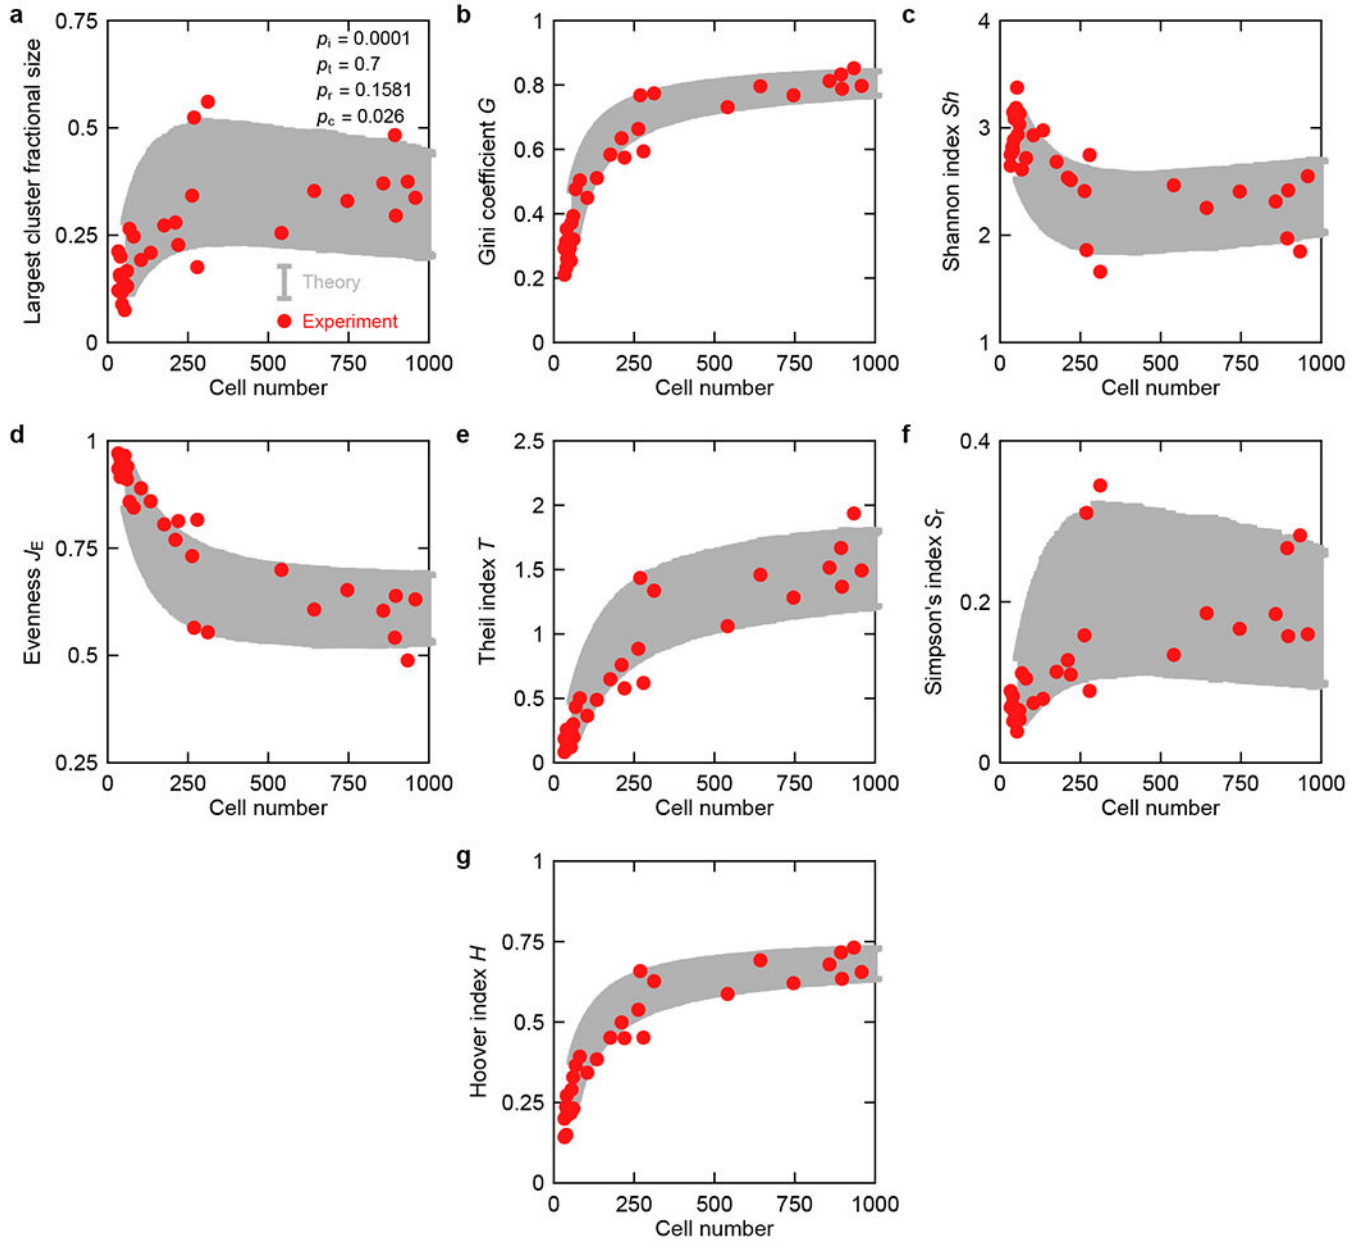 a
0.75
0.5
0.25
0
Largest cluster fractional size
pi = 0.0001
pt = 0.7
pr = 0.1581
pc = 0.026
Theory
Experiment
0 250 500 750 1000
Cell number
b
1
0.8
0.6
0.4
0.2
0
Gini coefficient G
0 250 500 750 1000
Cell number
c
4
3
2
1
Shannon index Sh
0 250 500 750 1000
Cell number
d
1
0.75
0.5
0.25
Evenness JE
0 250 500 750 1000
Cell number
e
2.5
2
1.5
1
0.5
0
Theil index T
0 250 500 750 1000
Cell number
f
0.4
0.2
0
Simpson's index Sr
0 250 500 750 1000
Cell number
g
1
0.75
0.5
0.25
0
Hoover index H
0 250 500 750 1000
Cell number